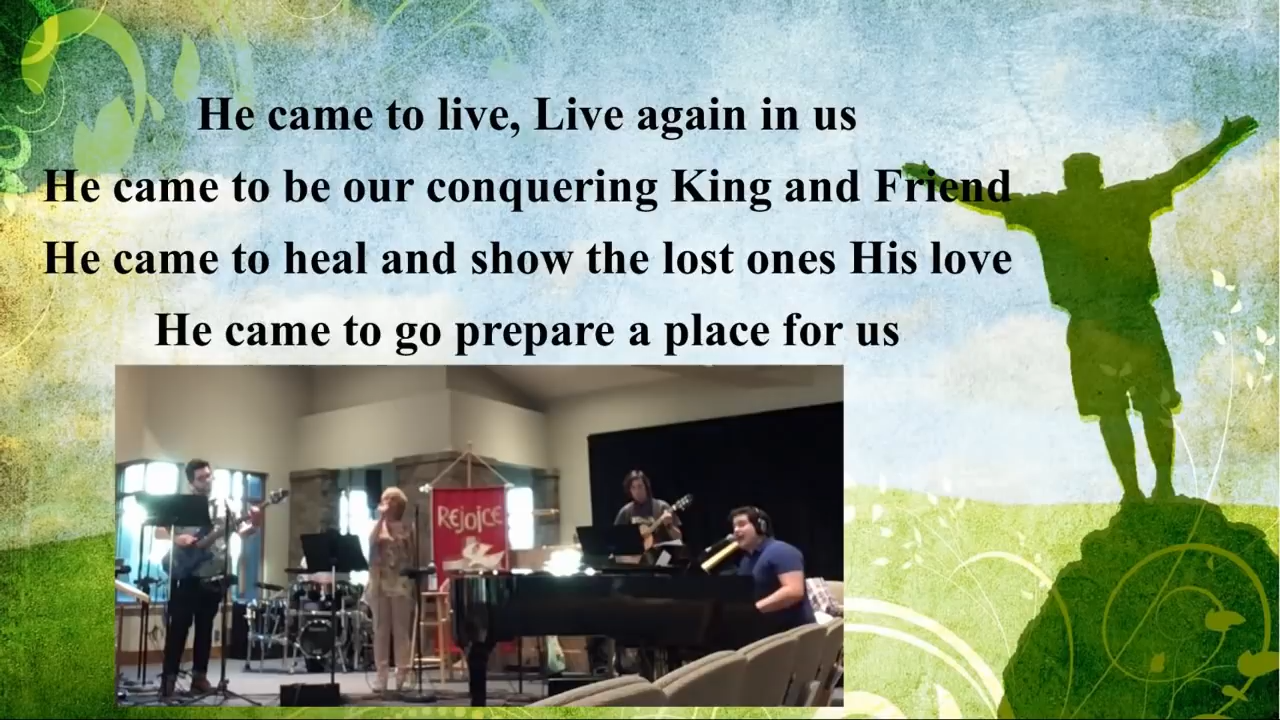 He came to live, Live again in us
He came to be our conquering King and Friend
He came to heal and show the lost ones His love
He came to go prepare a place for us
REJOICE